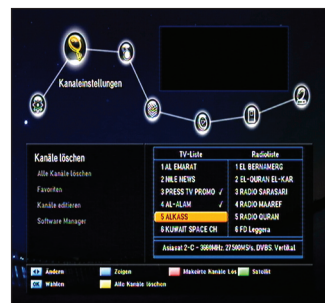 Kanaleinstellungen
Kanäle löschen
Alle Kanäle löschen
Favoriten
Kanäle editieren
Software Manager
TV-Liste
1 AL EMARAT
2 NILE NEWS
3 PRESS TV PROMO ✓
4 AL-ALAM ✓
5 ALKASS
6 KUWAIT SPACE CH
Radioliste
1 EL BERNAMERG
2 EL-QURAN EL-KAR
3 RADIO SARASARI
4 RADIO MAAREF
5 RADIO QURAN
6 FD Leggera
Asiasat 2-C - 3660MHz, 27500MS/s, DVBS, Vertikal
Ändern
Zeigen
Makeirte Kanäle Lös
Satellit
OK Wählen
Alle Kanäle löschen